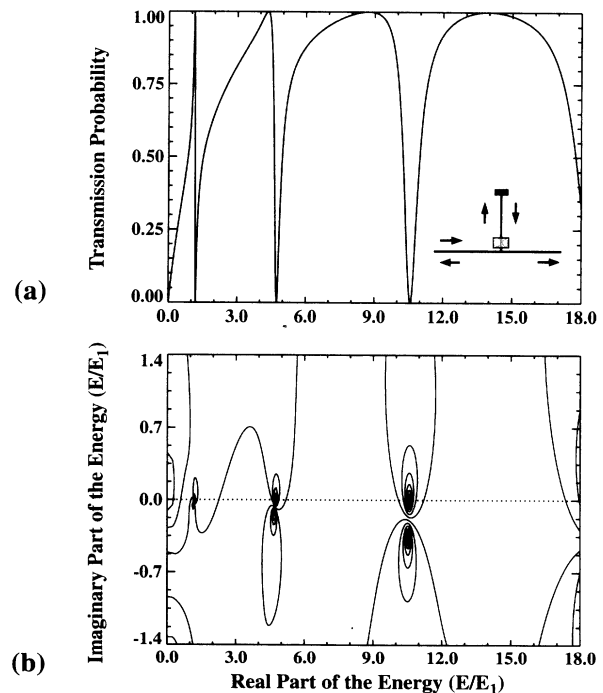 (a)
Transmission Probability
1.00
0.75
0.50
0.25
0.00
0.0 3.0 6.0 9.0 12.0 15.0 18.0
(b)
Imaginary Part of the Energy (E/E₁)
1.4
0.7
0.0
-0.7
-1.4
0.0 3.0 6.0 9.0 12.0 15.0 18.0
Real Part of the Energy (E/E₁)